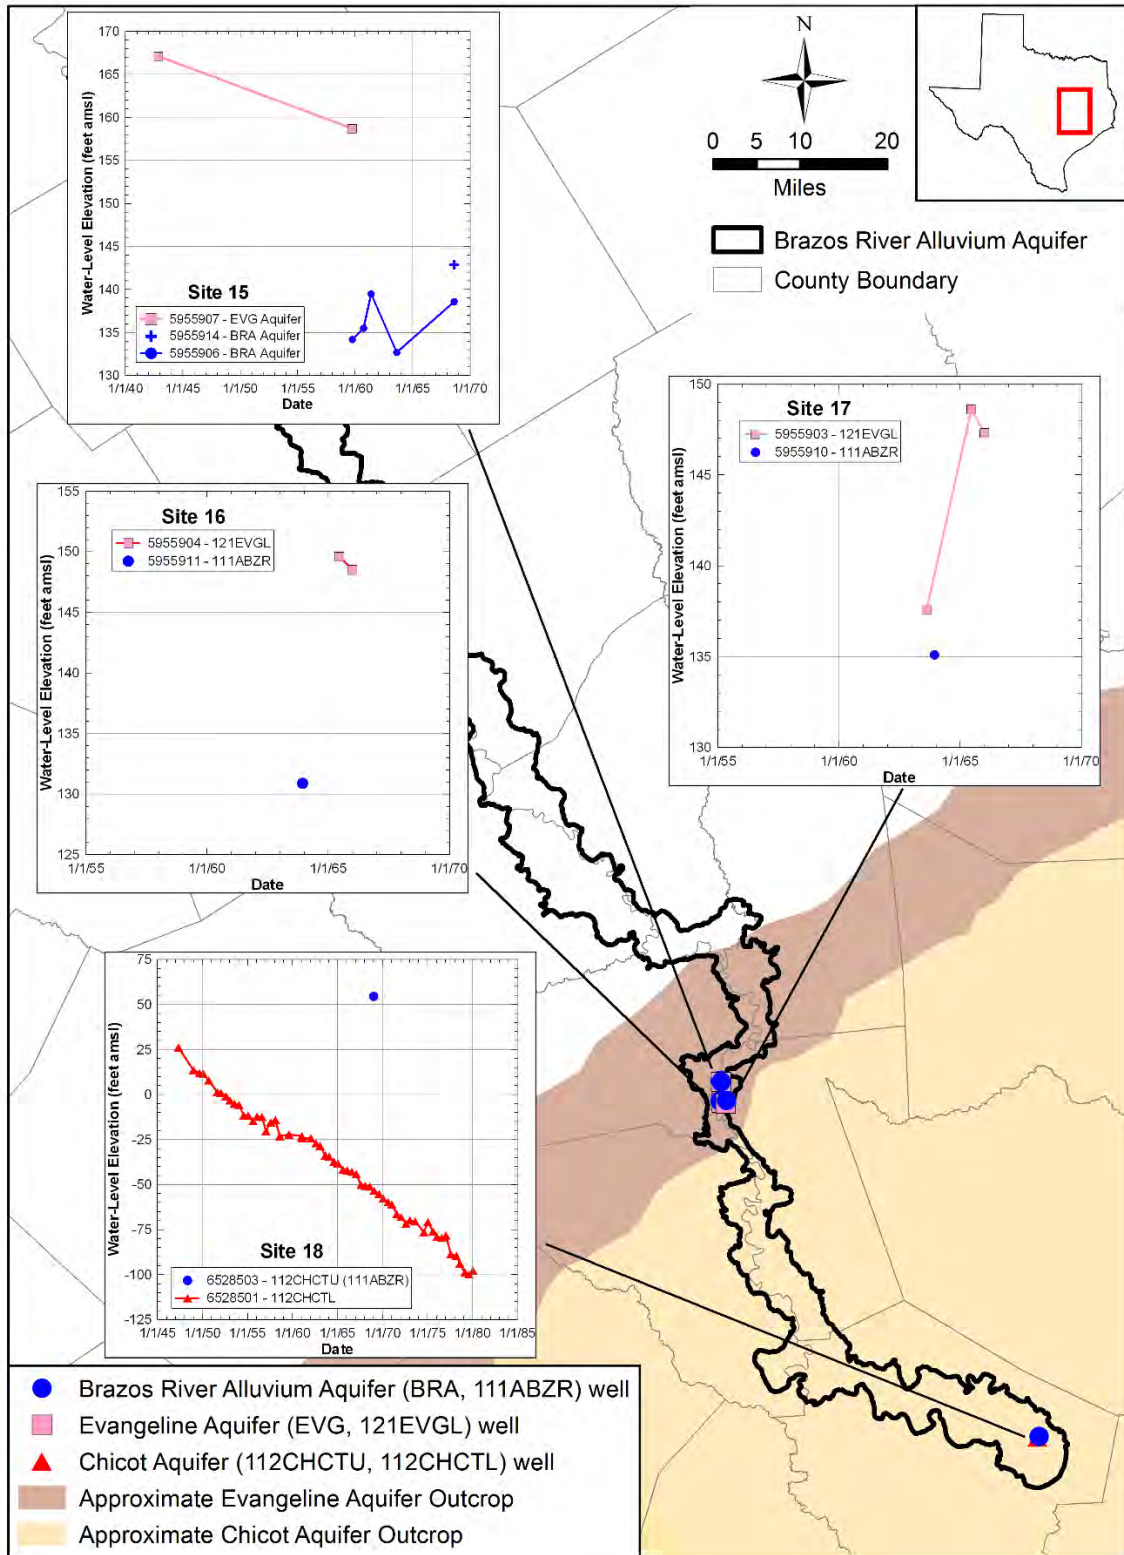 170
165
160
155
150
145
140
135
130
Water-Level Elevation (feet amsl)
Site 15
5955907 - EVG Aquifer
5955914 - BRA Aquifer
5955906 - BRA Aquifer
1/1/40 1/1/45 1/1/50 1/1/55 1/1/60 1/1/65 1/1/70
Date
N
0 5 10 20
Miles
Brazos River Alluvium Aquifer
County Boundary
150
145
140
135
130
Water-Level Elevation (feet amsl)
Site 17
5955903 - 121EVGL
5955910 - 111ABZR
1/1/55 1/1/60 1/1/65 1/1/70
Date
155
150
145
140
135
130
125
Water-Level Elevation (feet amsl)
Site 16
5955904 - 121EVGL
5955911 - 111ABZR
1/1/55 1/1/60 1/1/65 1/1/70
Date
75
50
25
0
-25
-50
-75
-100
-125
Water-Level Elevation (feet amsl)
Site 18
6528503 - 112CHCTU (111ABZR)
6528501 - 112CHCTL
1/1/45 1/1/50 1/1/55 1/1/60 1/1/65 1/1/70 1/1/75 1/1/80 1/1/85
Date
Brazos River Alluvium Aquifer (BRA, 111ABZR) well
Evangeline Aquifer (EVG, 121EVGL) well
Chicot Aquifer (112CHCTU, 112CHCTL) well
Approximate Evangeline Aquifer Outcrop
Approximate Chicot Aquifer Outcrop